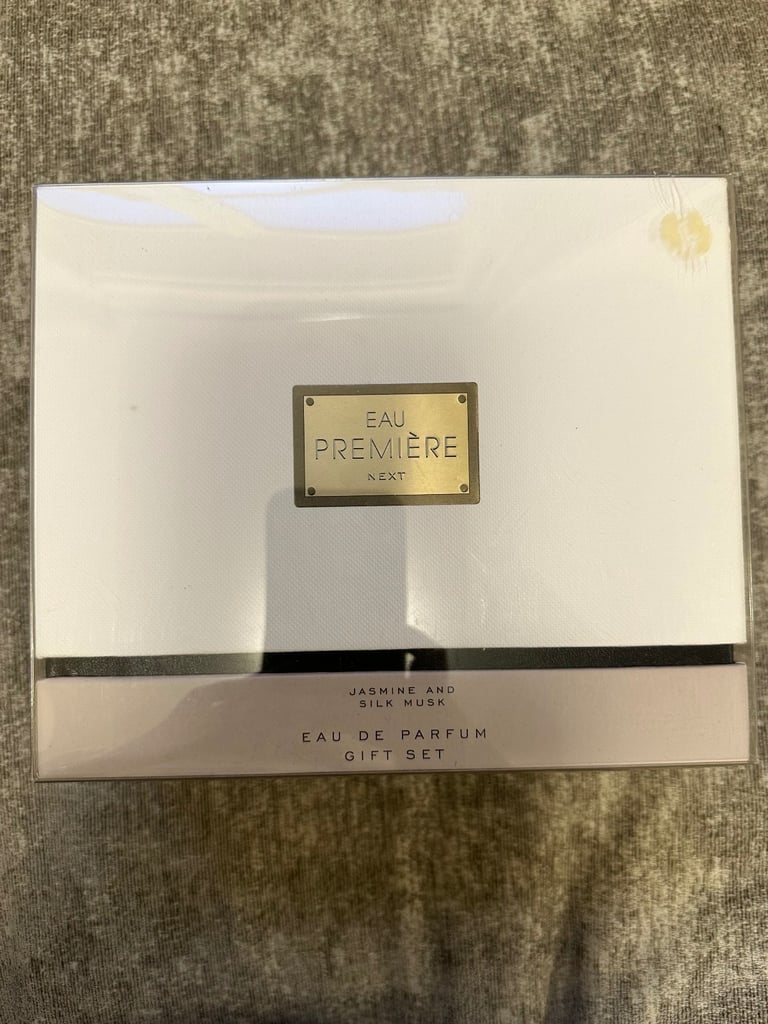 EAU
PREMIÈRE
NEXT
JASMINE AND
SILK MUSK
EAU DE PARFUM
GIFT SET